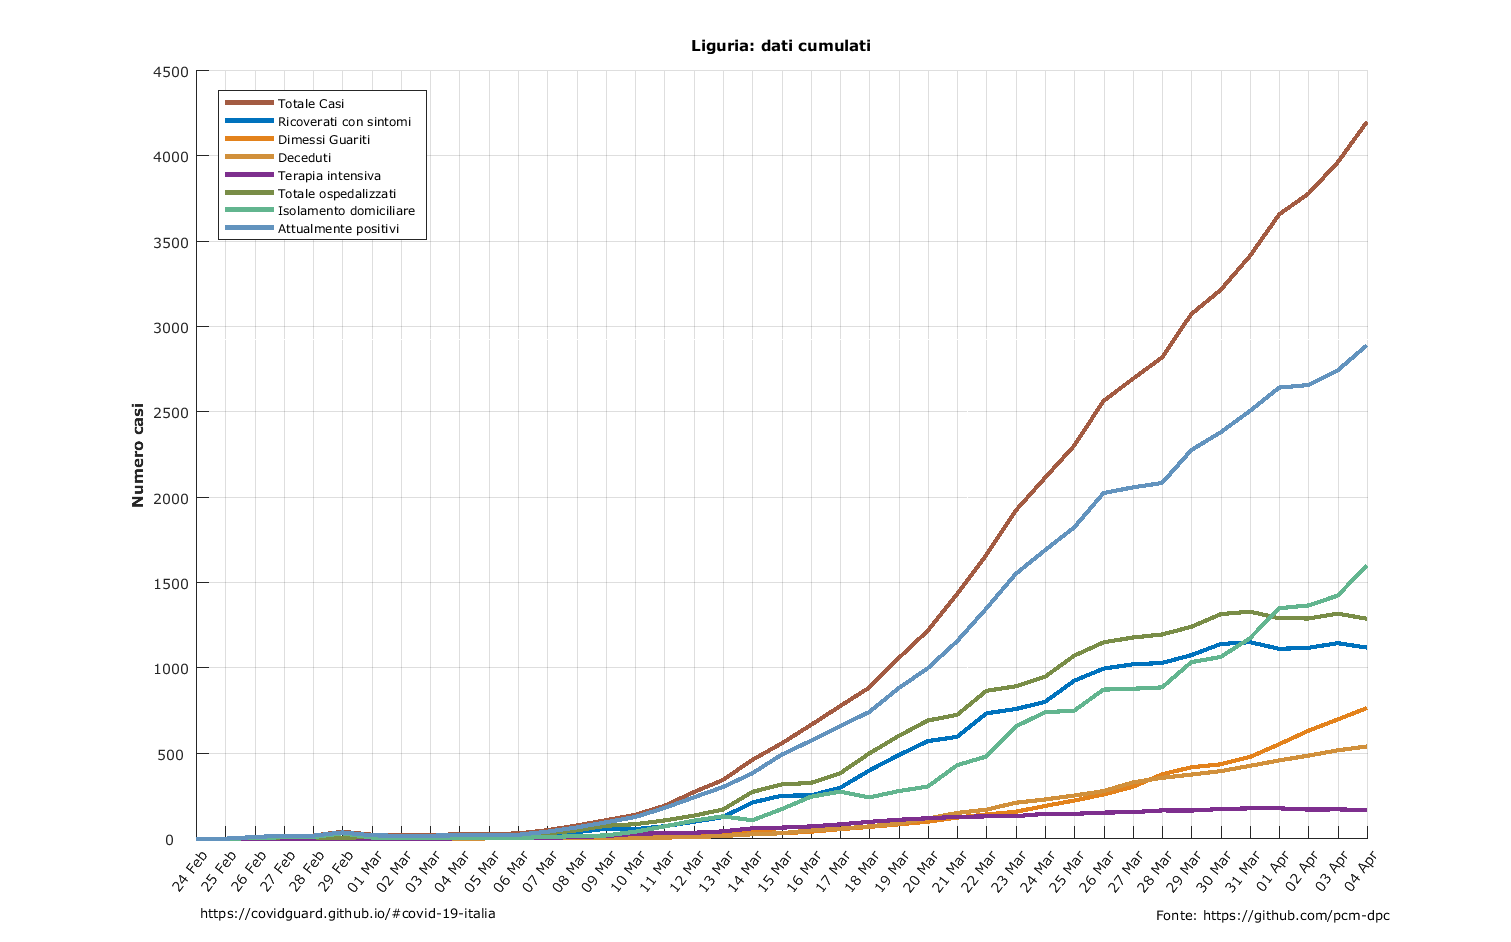 Liguria: dati cumulati
Numero casi
4500
4000
3500
3000
2500
2000
1500
1000
500
0
Totale Casi
Ricoverati con sintomi
Dimessi Guariti
Deceduti
Terapia intensiva
Totale ospedalizzati
Isolamento domiciliare
Attualmente positivi
24 Feb
25 Feb
26 Feb
27 Feb
28 Feb
29 Feb
01 Mar
02 Mar
03 Mar
04 Mar
05 Mar
06 Mar
07 Mar
08 Mar
09 Mar
10 Mar
11 Mar
12 Mar
13 Mar
14 Mar
15 Mar
16 Mar
17 Mar
18 Mar
19 Mar
20 Mar
21 Mar
22 Mar
23 Mar
24 Mar
25 Mar
26 Mar
27 Mar
28 Mar
29 Mar
30 Mar
31 Mar
01 Apr
02 Apr
03 Apr
04 Apr
https://covidguard.github.io/#covid-19-italia
Fonte: https://github.com/pcm-dpc